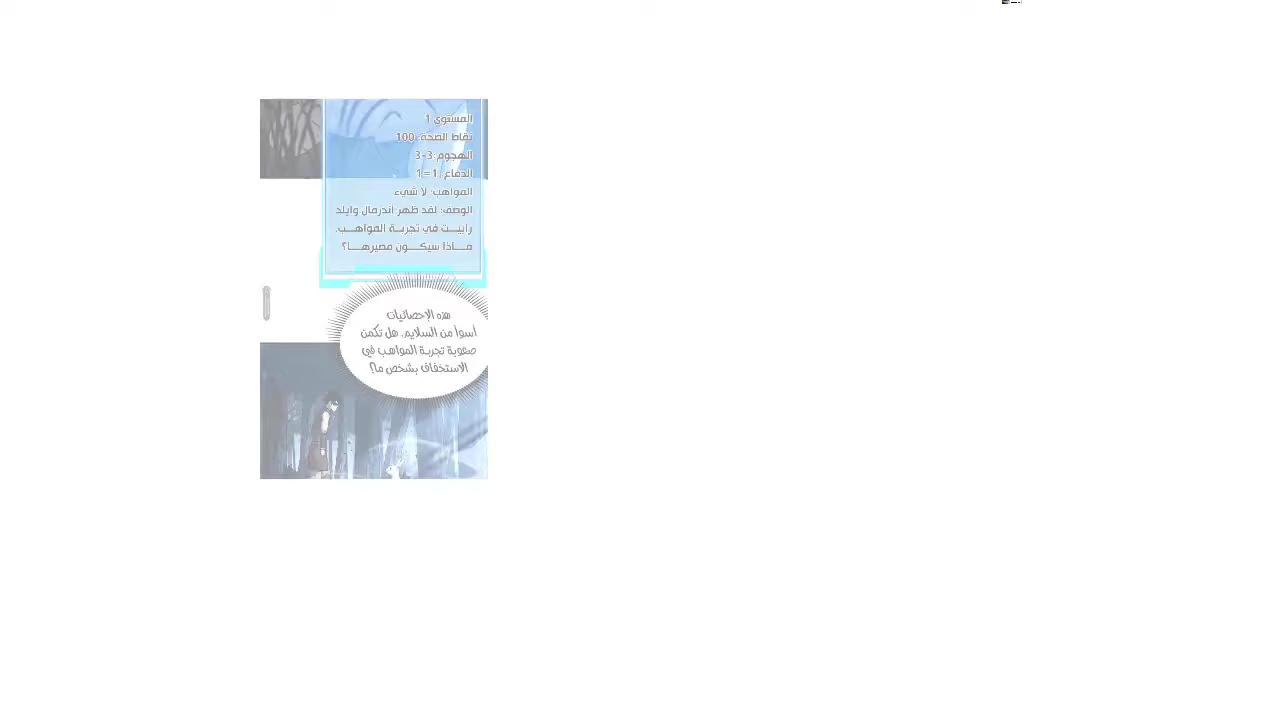 المستوي 1
نقاط الصحة: 100
الهجوم:3-3
الدفاع: 1=1
المواهب: لا شيء
الوصف: لقد ظهر اندرمال وايلد
رابيت في تجربة المواهب.
ماذا سيكون مصيرها؟
هذه الإحصائيات
أسوأ من السلايم. هل تكمن
صعوبة تجربة المواهب في
الاستخفاف بشخص ما؟